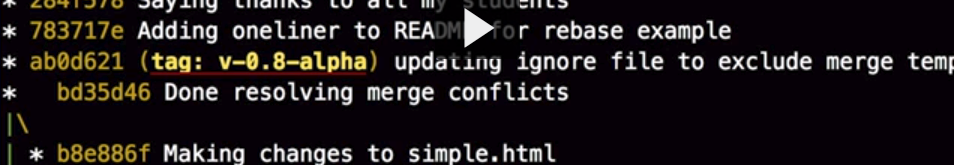 * 284f578 Saying thanks to all my students
* 783717e Adding oneliner to README for rebase example
* ab0d621 (tag: v-0.8-alpha) updating ignore file to exclude merge temp
* bd35d46 Done resolving merge conflicts
|\
| * b8e886f Making changes to simple.html